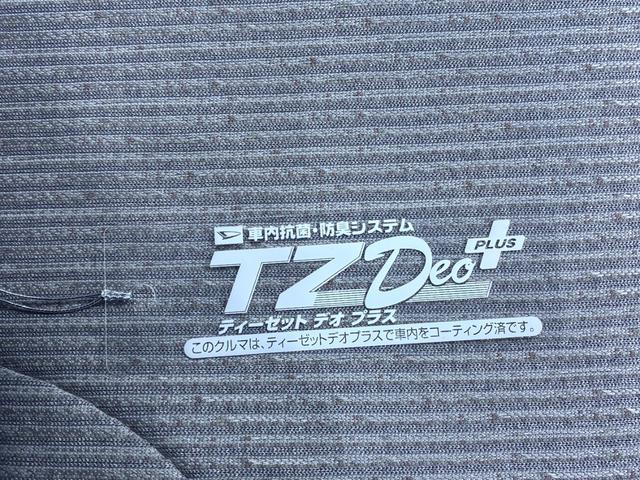 車内抗菌・防臭システム
TZ Deo PLUS
ティーゼット デオ プラス
このクルマは、ティーゼットデオプラスで車内をコーティング済です。